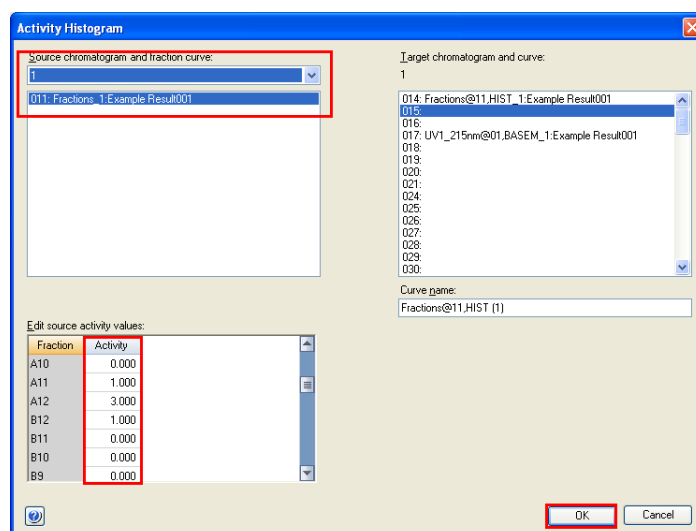 Activity Histogram
Source chromatogram and fraction curve:
1
011: Fractions_1:Example Result001
Target chromatogram and curve:
1
014: Fractions@11,HIST_1:Example Result001
015:
016:
017: UV1_215nm@01,BASEM_1:Example Result001
018:
019:
020:
021:
024:
025:
026:
027:
028:
029:
030:
Curve name:
Fractions@11,HIST (1)
Edit source activity values:
Fraction Activity
A10 0.000
A11 1.000
A12 3.000
B12 1.000
B11 0.000
B10 0.000
B9 0.000
OK Cancel